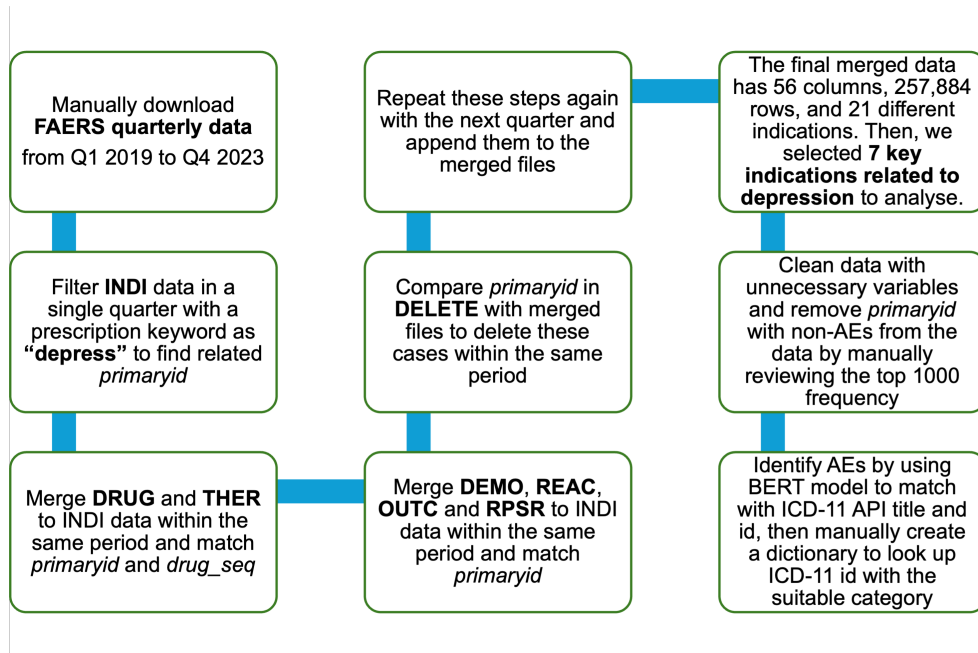 Manually download
FAERS quarterly data
from Q1 2019 to Q4 2023
Filter INDI data in a
single quarter with a
prescription keyword as
“depress” to find related
primaryid
Merge DRUG and THER
to INDI data within the
same period and match
primaryid and drug_seq
Merge DEMO, REAC,
OUTC and RPSR to INDI
data within the same
period and match
primaryid
Compare primaryid in
DELETE with merged
files to delete these
cases within the same
period
Repeat these steps again
with the next quarter and
append them to the
merged files
The final merged data
has 56 columns, 257,884
rows, and 21 different
indications. Then, we
selected 7 key
indications related to
depression to analyse.
Clean data with
unnecessary variables
and remove primaryid
with non-AEs from the
data by manually
reviewing the top 1000
frequency
Identify AEs by using
BERT model to match
with ICD-11 API title and
id, then manually create
a dictionary to look up
ICD-11 id with the
suitable category